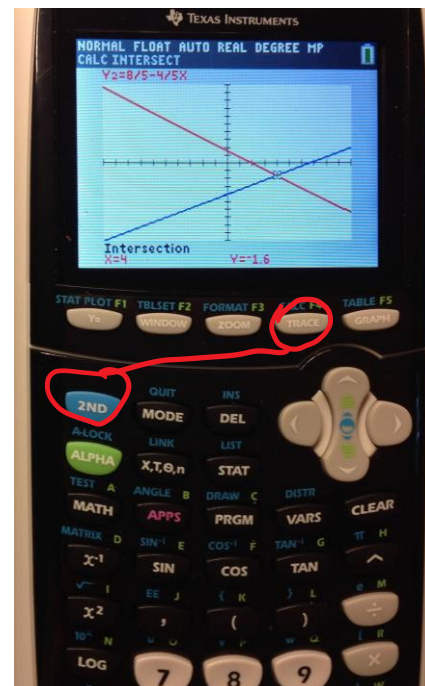 TEXAS INSTRUMENTS
NORMAL FLOAT AUTO REAL DEGREE MP
CALC INTERSECT
Y2=8/5-4/5X
Intersection
X=4 Y=-1.6
STAT PLOT F1 TBLSET F2 FORMAT F3 CALC F4 TABLE F5
Y= WINDOW ZOOM TRACE GRAPH
QUIT INS
2ND MODE DEL
A-LOCK LINK LIST
ALPHA X,T,Θ,n STAT
TEST A ANGLE B DRAW C DISTR
MATH APPS PRGM VARS CLEAR
MATRIX D SIN-1 E COS-1 F TAN-1 G π H
x-1 SIN COS TAN ^
√ I EE J { K } L e M
x² , ( ) ÷
10^x N u O v P w Q [ R
LOG 7 8 9 ×